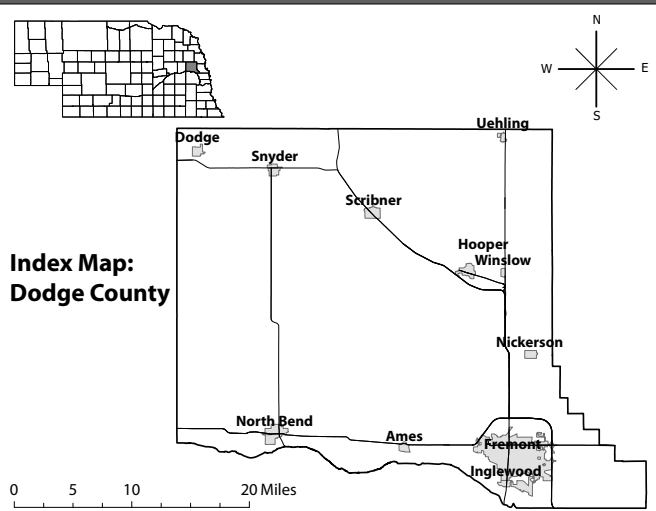 N
W
E
S
Uehling
Dodge
Snyder
Scribner
Hooper
Winslow
Index Map:
Dodge County
Nickerson
North Bend
Ames
Fremont
Inglewood
0 5 10 20 Miles